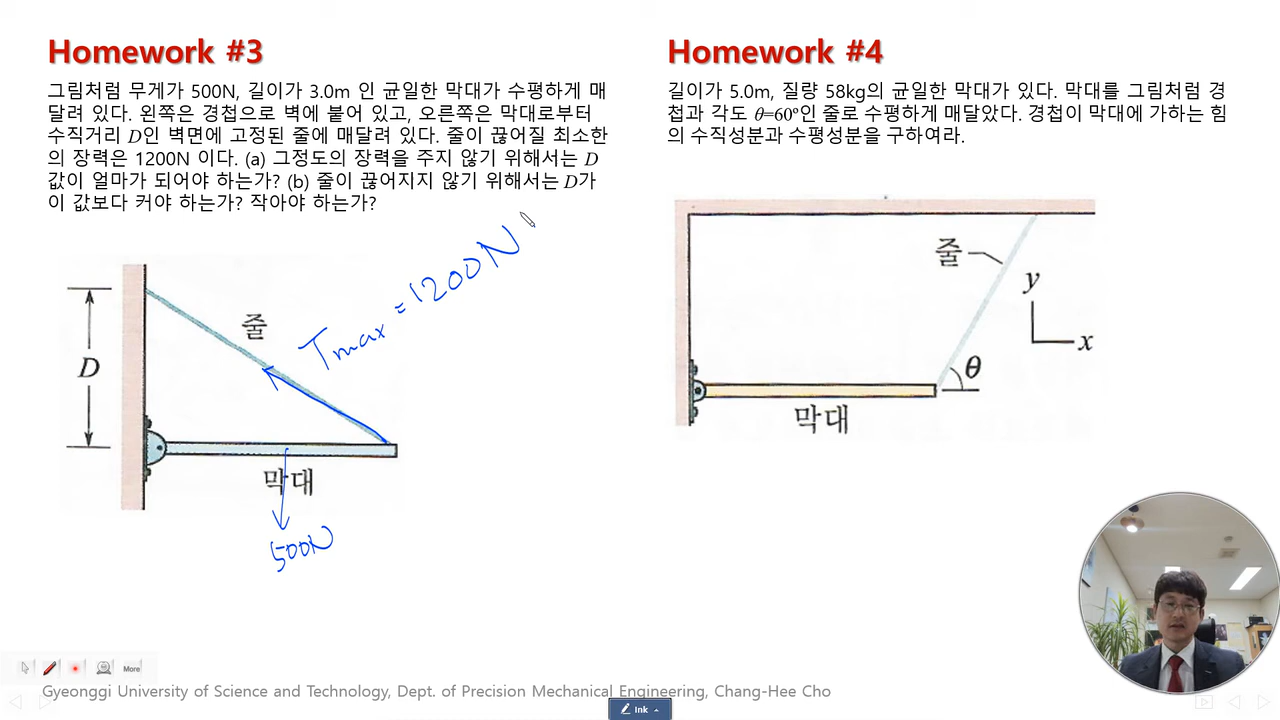 Homework #3
그림처럼 무게가 500N, 길이가 3.0m 인 균일한 막대가 수평하게 매
달려 있다. 왼쪽은 경첩으로 벽에 붙어 있고, 오른쪽은 막대로부터
수직거리 D인 벽면에 고정된 줄에 매달려 있다. 줄이 끊어질 최소한
의 장력은 1200N 이다. (a) 그정도의 장력을 주지 않기 위해서는 D
값이 얼마가 되어야 하는가? (b) 줄이 끊어지지 않기 위해서는 D가
이 값보다 커야 하는가? 작아야 하는가?
Tmax = 1200N
줄
D
막대
500N
Homework #4
길이가 5.0m, 질량 58kg의 균일한 막대가 있다. 막대를 그림처럼 경
첩과 각도 θ=60º인 줄로 수평하게 매달았다. 경첩이 막대에 가하는 힘
의 수직성분과 수평성분을 구하여라.
줄
y
x
θ
막대
More
Gyeonggi University of Science and Technology, Dept. of Precision Mechanical Engineering, Chang-Hee Cho
Ink